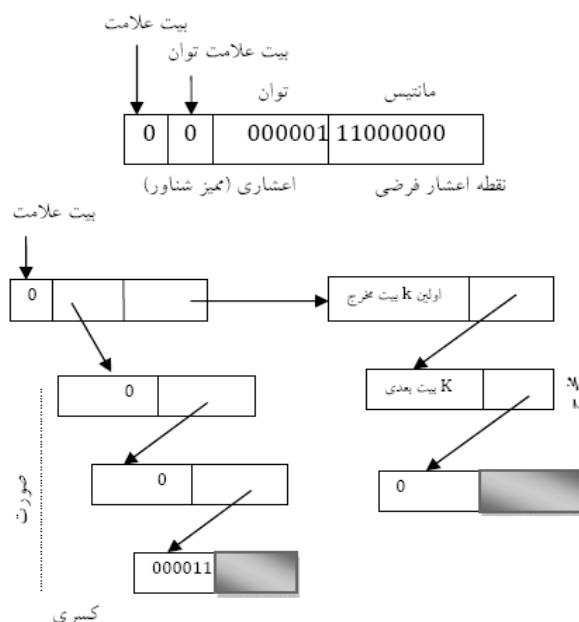 بیت علامت
بیت علامت توان
توان
مانتیس
0 0 000001 11000000
اعشاری (ممیز شناور)
نقطه اعشار فرضی
بیت علامت
0
اولین k بیت مخرج
0
K بیت بعدی
0
0
صورت
000011
کسری